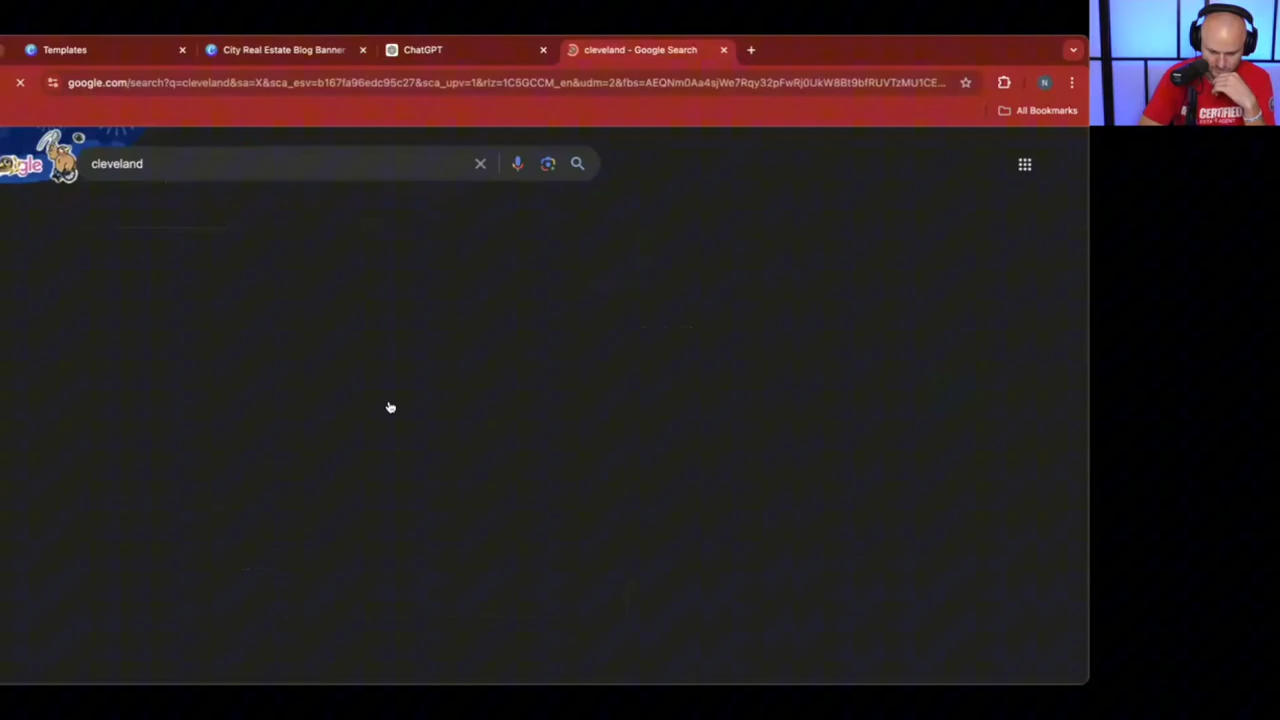 Templates
City Real Estate Blog Banner
ChatGPT
cleveland - Google Search
google.com/search?q=cleveland&sa=X&sca_esv=b167fa96edc95c27&sca_upv=1&rlz=1C5GCCM_en&udm=2&fbs=AEQNm0Aa4sjWe7Rqy32pFwRj0UkW8Bt9bfRUVTzMU1CE...
N
All Bookmarks
cleveland
CERTIFIED